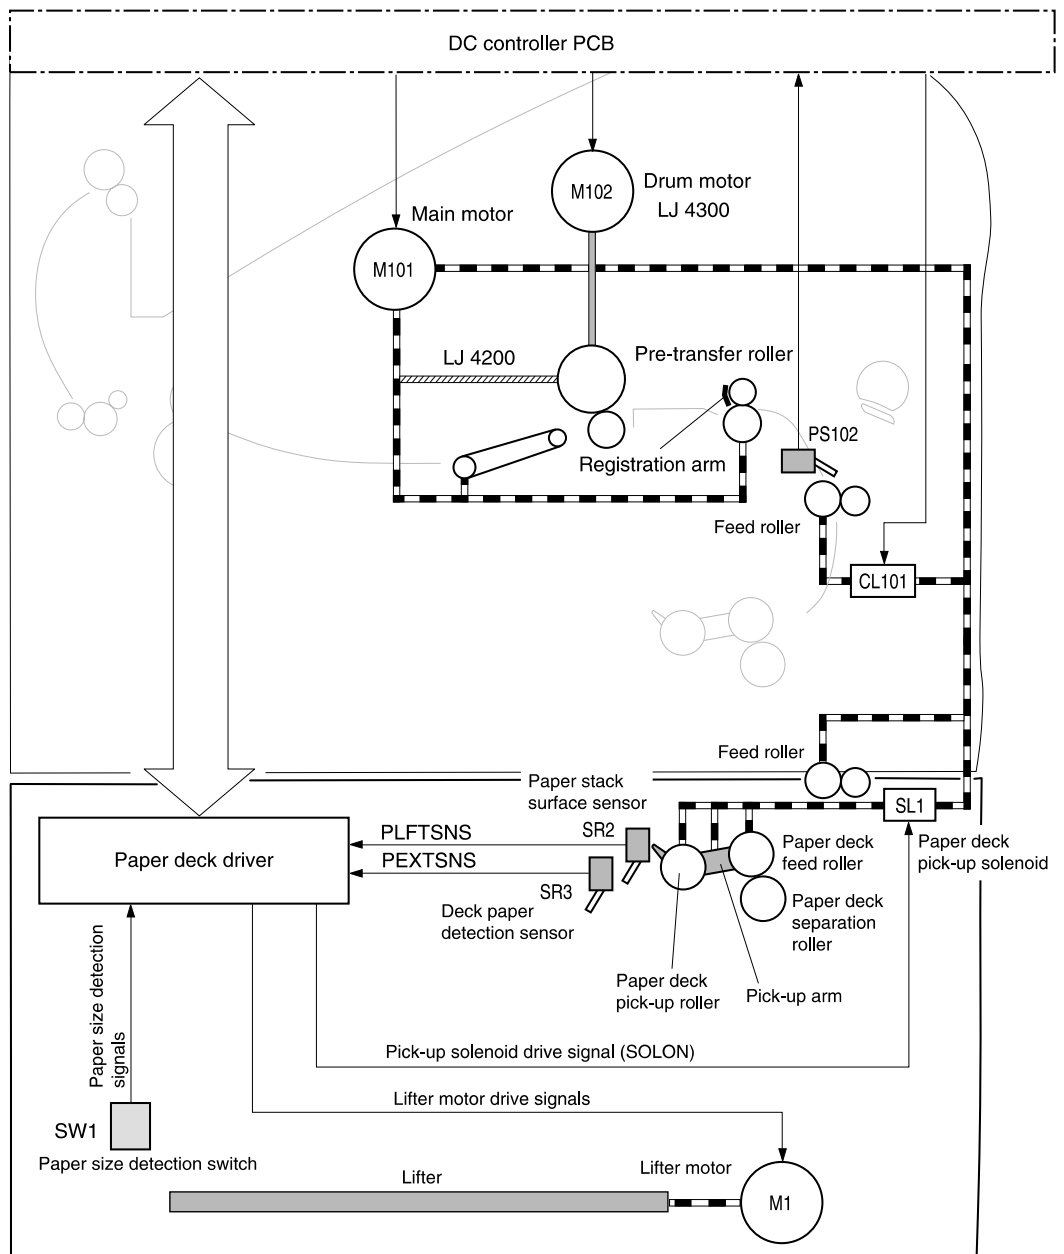 DC controller PCB
M102
Drum motor
LJ 4300
Main motor
M101
LJ 4200
Pre-transfer roller
PS102
Registration arm
Feed roller
CL101
Feed roller
Paper stack
surface sensor
SL1
Paper deck
pick-up solenoid
SR2
PLFTSNS
Paper deck driver
PEXTSNS
SR3
Paper deck
feed roller
Deck paper
detection sensor
Paper deck
separation
roller
Paper deck
pick-up roller
Pick-up arm
Paper size detection
signals
Pick-up solenoid drive signal (SOLON)
Lifter motor drive signals
SW1
Paper size detection switch
Lifter
Lifter motor
M1